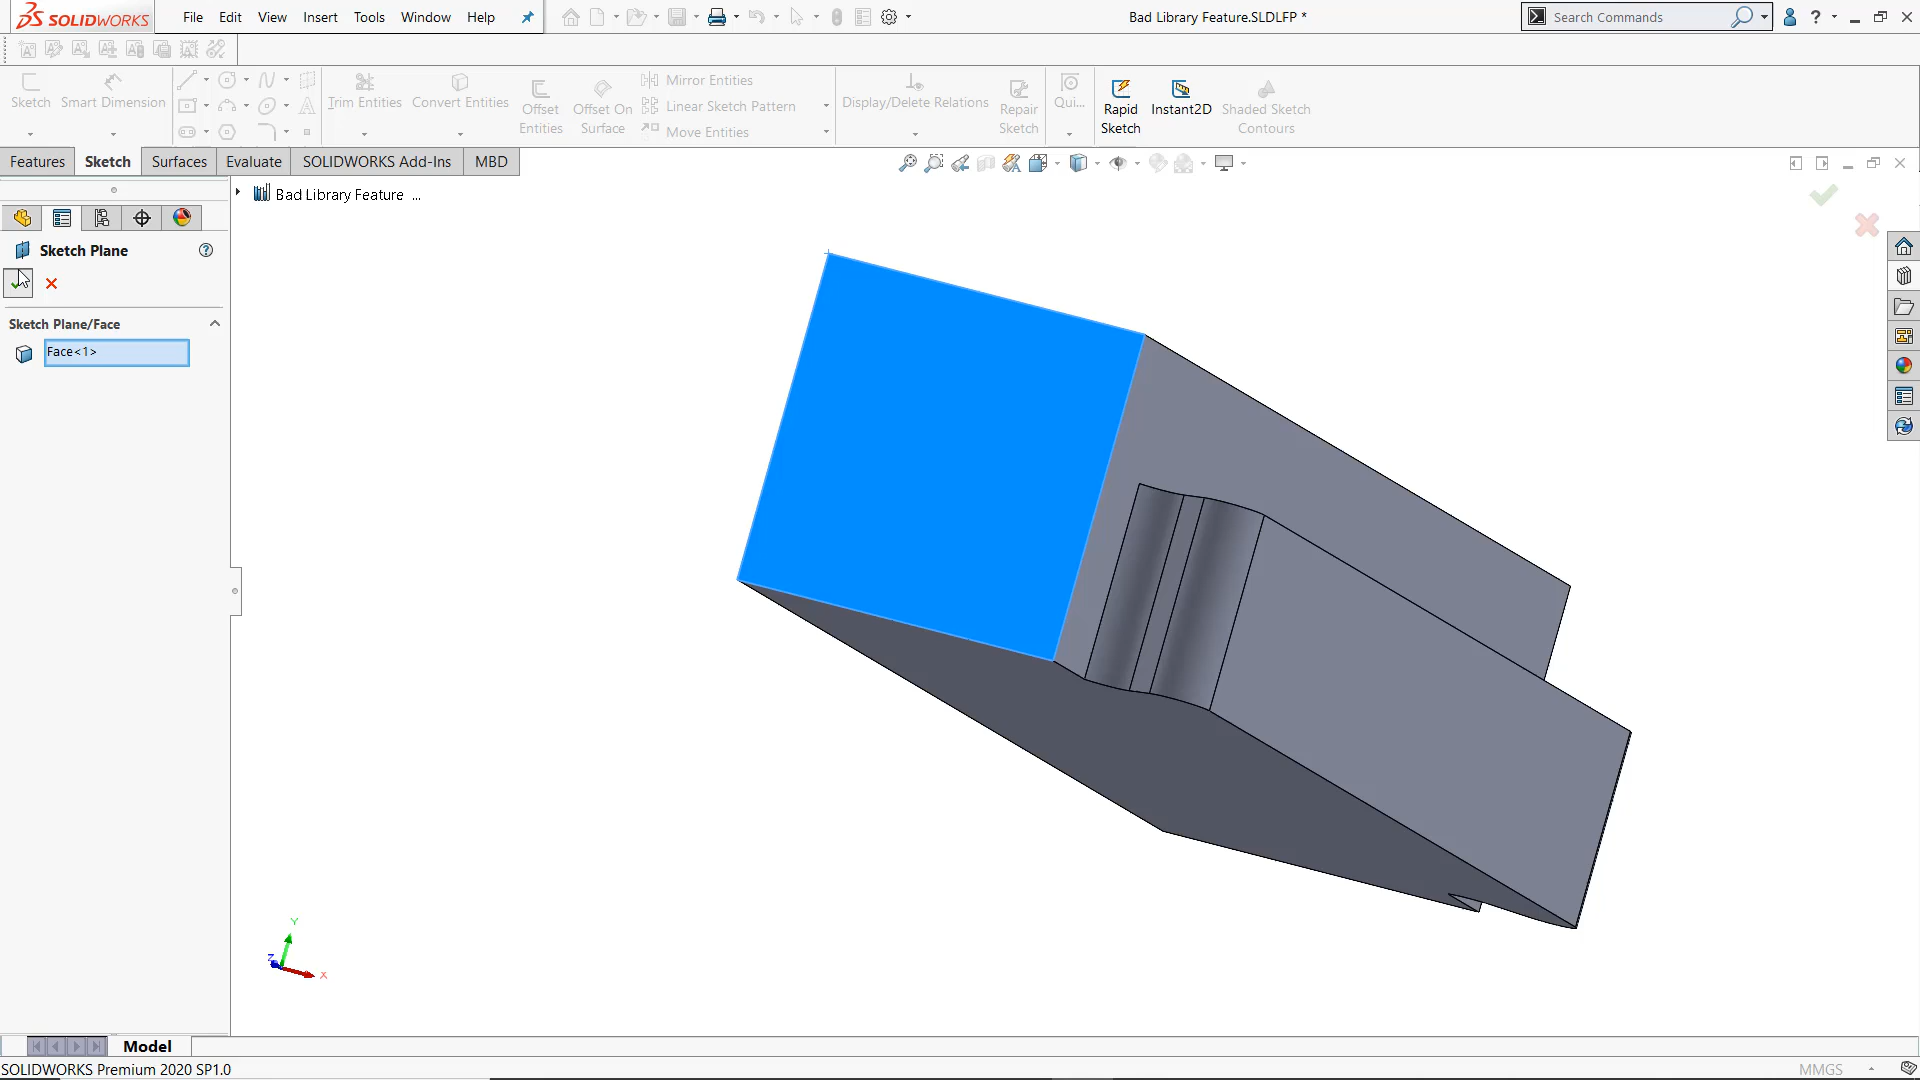 SOLIDWORKS File Edit View Insert Tools Window Help Bad Library Feature.SLDLFP * Search Commands ?
Sketch Smart Dimension Trim Entities Convert Entities Offset Entities Offset On Surface Mirror Entities Linear Sketch Pattern Move Entities Display/Delete Relations Repair Sketch Qui... Rapid Sketch Instant2D Shaded Sketch Contours
Features Sketch Surfaces Evaluate SOLIDWORKS Add-Ins MBD
Bad Library Feature ...
Sketch Plane ?
Sketch Plane/Face
Face<1>
Y
Z
X
Model
SOLIDWORKS Premium 2020 SP1.0 MMGS